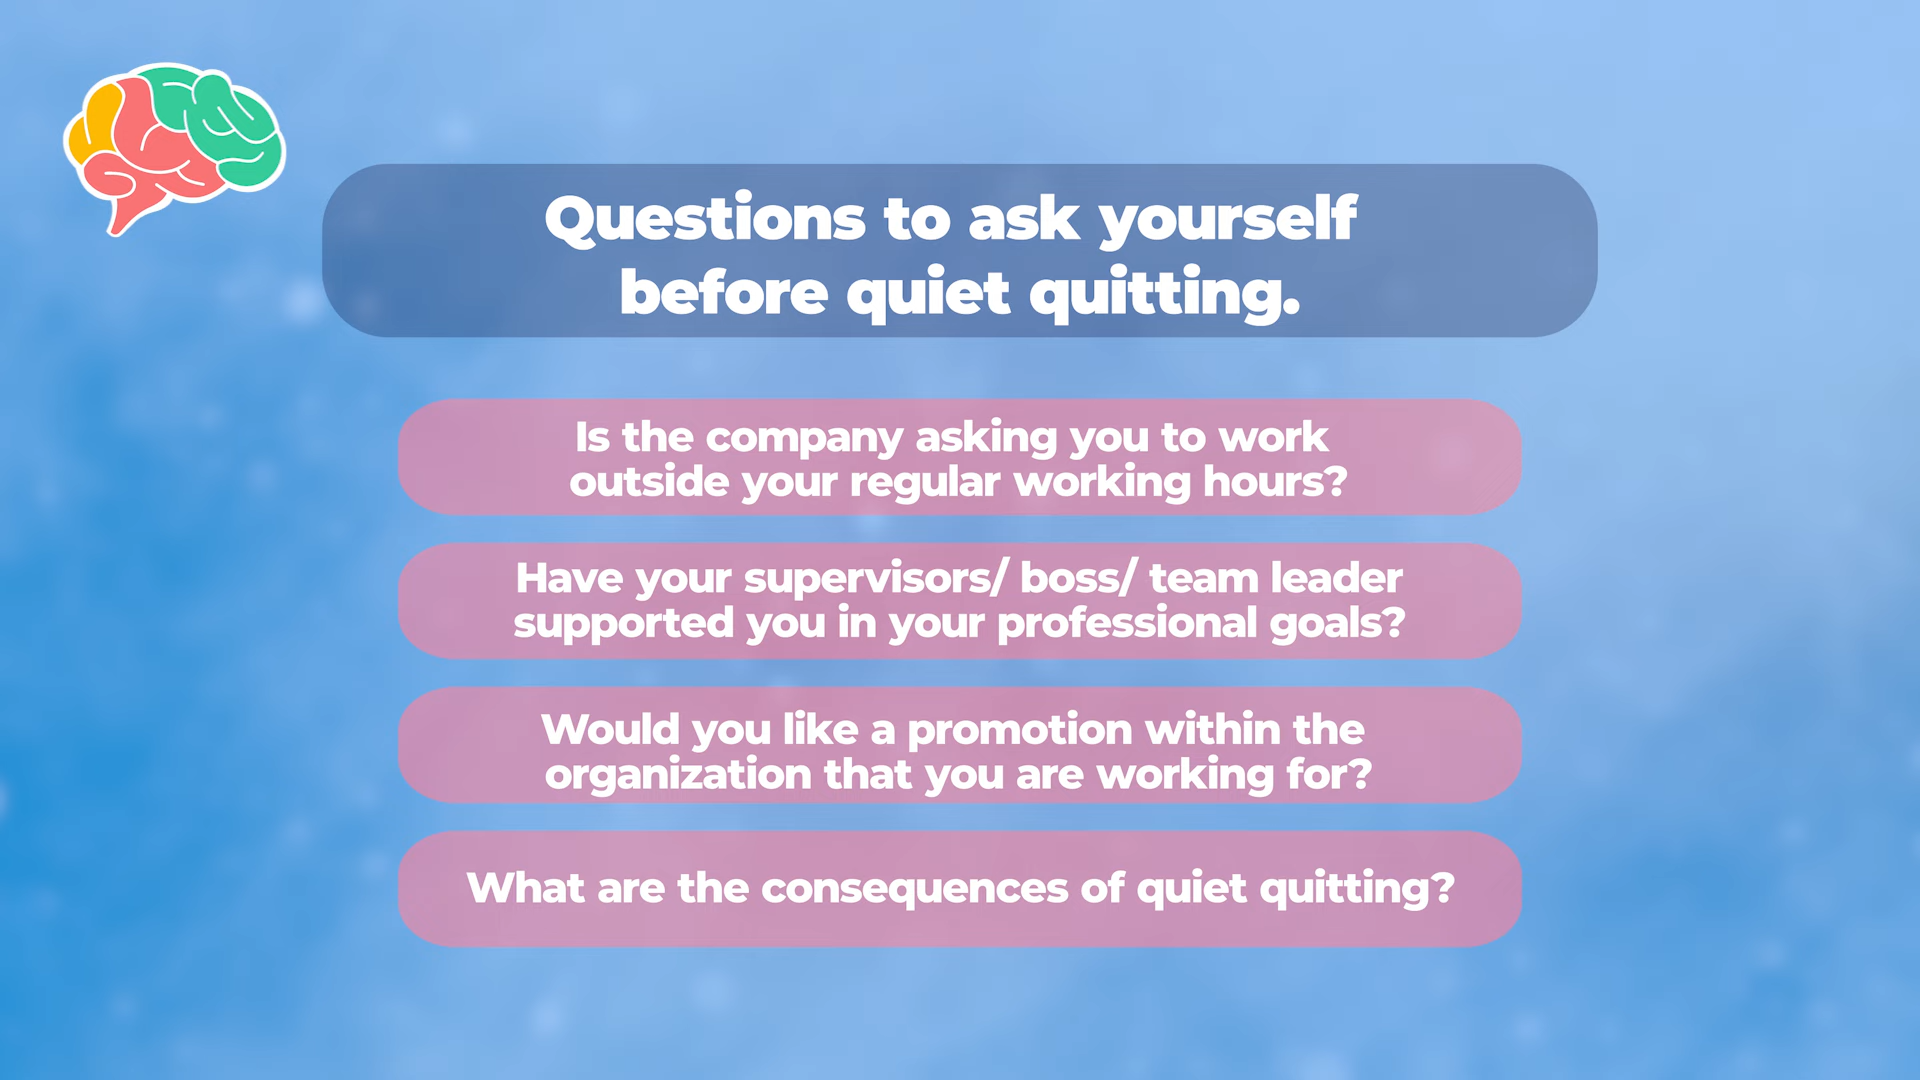 Questions to ask yourself
before quiet quitting.
Is the company asking you to work
outside your regular working hours?
Have your supervisors/ boss/ team leader
supported you in your professional goals?
Would you like a promotion within the
organization that you are working for?
What are the consequences of quiet quitting?